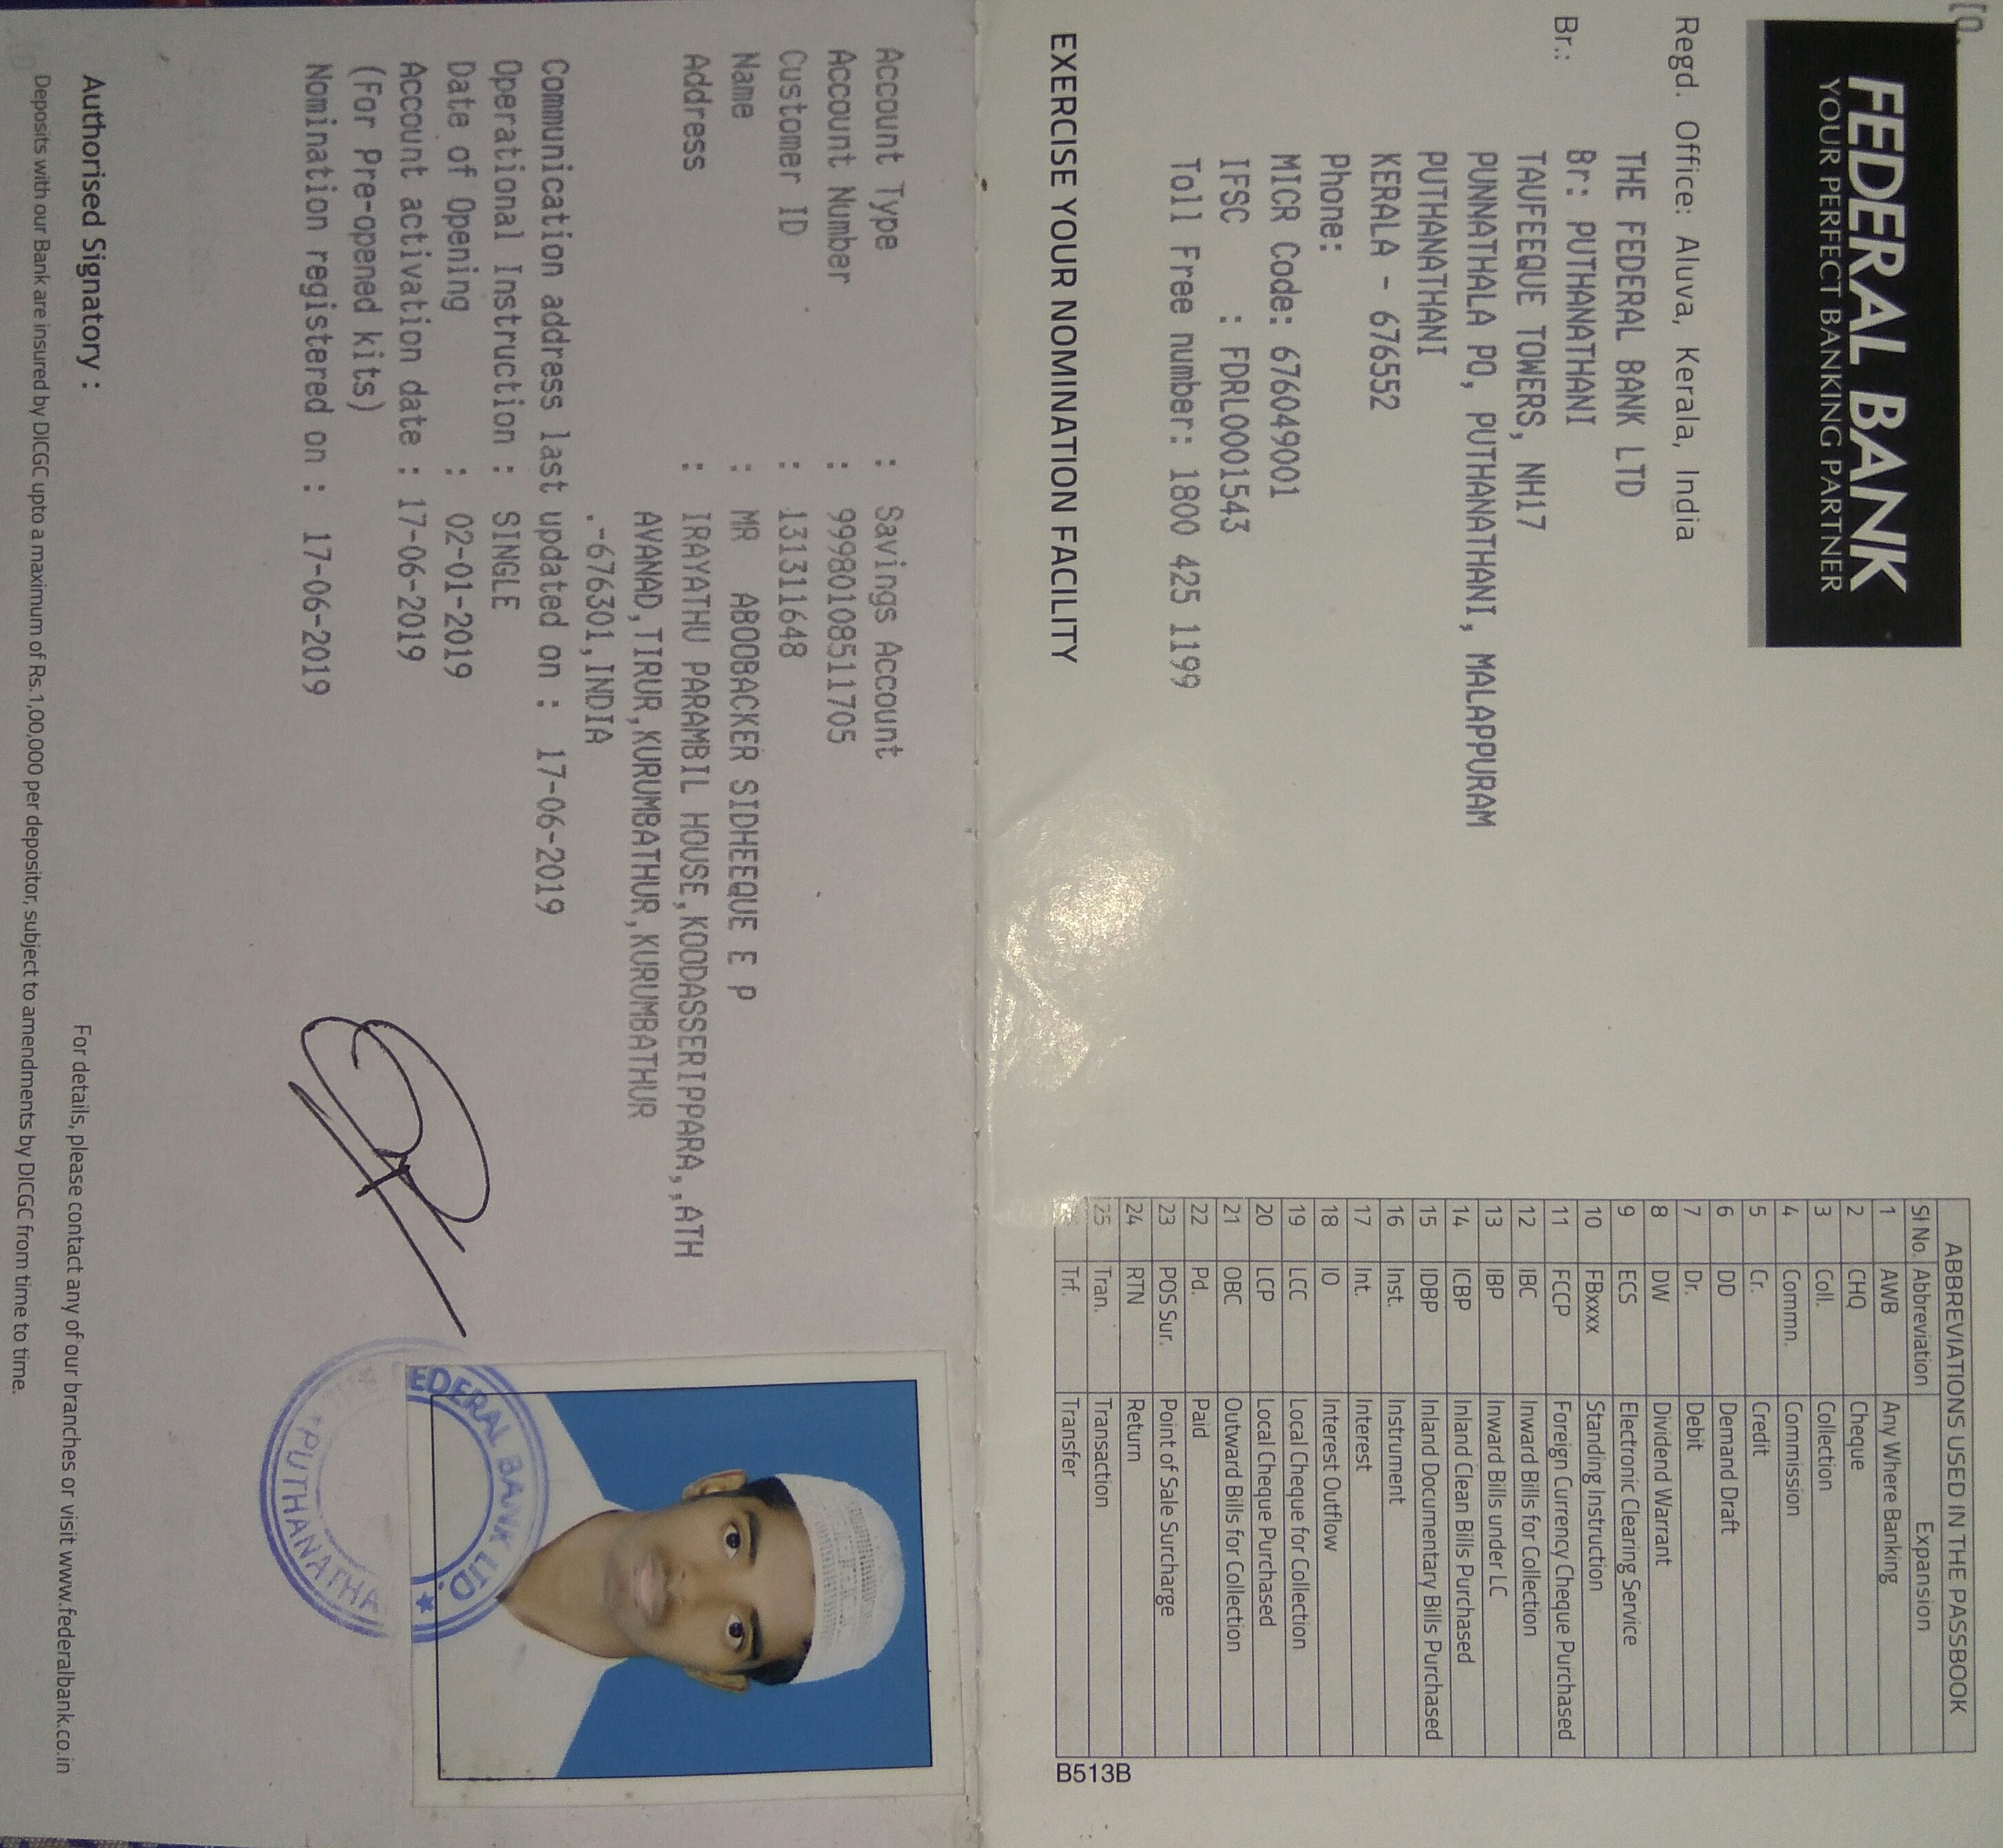 FEDERAL BANK
YOUR PERFECT BANKING PARTNER
Regd. Office: Aluva, Kerala, India
THE FEDERAL BANK LTD
Br.: Br: PUTHANATHANI
TAUFEEQUE TOWERS, NH17
PUNNATHALA PO, PUTHANATHANI, MALAPPURAM
PUTHANATHANI
KERALA - 676552
Phone:
MICR Code: 676049001
IFSC : FDRL0001543
Toll Free number: 1800 425 1199
EXERCISE YOUR NOMINATION FACILITY
ABBREVIATIONS USED IN THE PASSBOOK
Sl No. Abbreviation Expansion
1 AWB Any Where Banking
2 CHQ Cheque
3 Coll. Collection
4 Commn. Commission
5 Cr. Credit
6 DD Demand Draft
7 Dr. Debit
8 DW Dividend Warrant
9 ECS Electronic Clearing Service
10 FBxxxx Standing Instruction
11 FCCP Foreign Currency Cheque Purchased
12 IBC Inward Bills for Collection
13 IBP Inward Bills under LC
14 ICBP Inland Clean Bills Purchased
15 IDBP Inland Documentary Bills Purchased
16 Inst. Instrument
17 Int. Interest
18 IO Interest Outflow
19 LCC Local Cheque for Collection
20 LCP Local Cheque Purchased
21 OBC Outward Bills for Collection
22 Pd. Paid
23 POS Sur. Point of Sale Surcharge
24 RTN Return
25 Tran. Transaction
Trf. Transfer
B513B
Account Type : Savings Account
Account Number : 99980108511705
Customer ID : 131311648
Name : MR ABOOBACKER SIDHEEQUE E P
Address : IRAYATHU PARAMBIL HOUSE,KOODASSERIPPARA,,ATH
AVANAD,TIRUR,KURUMBATHUR,KURUMBATHUR
.-676301,INDIA
Communication address last updated on : 17-06-2019
Operational Instruction : SINGLE
Date of Opening : 02-01-2019
Account activation date : 17-06-2019
(For Pre-opened kits)
Nomination registered on : 17-06-2019
EDERAL BANK LTD.
PUTHANATHA
Authorised Signatory :
For details, please contact any of our branches or visit www.federalbank.co.in
Deposits with our Bank are insured by DICGC upto a maximum of Rs.1,00,000 per depositor, subject to amendments by DICGC from time to time.